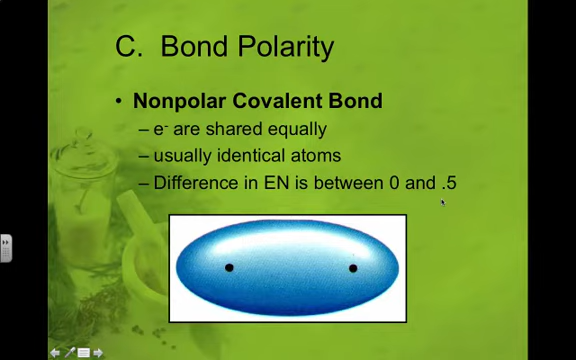 C. Bond Polarity
• Nonpolar Covalent Bond
– e⁻ are shared equally
– usually identical atoms
– Difference in EN is between 0 and .5